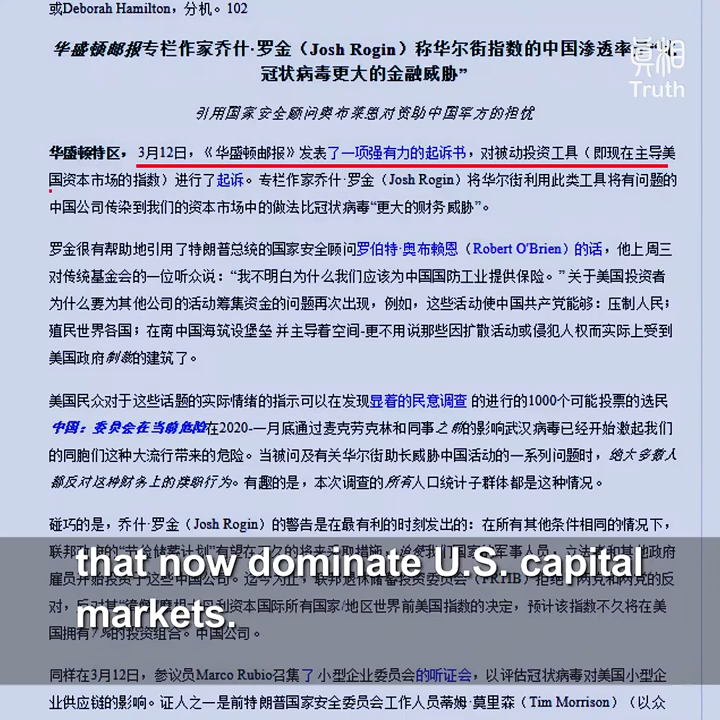 或Deborah Hamilton，分机。102
华盛顿邮报专栏作家乔什·罗金（Josh Rogin）称华尔街指数的中国渗透率
冠状病毒更大的金融威胁”
真相
Truth
引用国家安全顾问奥布莱恩对资助中国军方的担忧
华盛顿特区，3月12日，《华盛顿邮报》发表了一项强有力的起诉书，对被动投资工具（即现在主导美
国资本市场的指数）进行了起诉。专栏作家乔什·罗金（Josh Rogin）将华尔街利用此类工具将有问题的
中国公司传染到我们的资本市场中的做法比冠状病毒“更大的财务威胁”。
罗金很有帮助地引用了特朗普总统的国家安全顾问罗伯特·奥布赖恩（Robert O'Brien）的话，他上周三
对传统基金会的一位听众说：“我不明白为什么我们应该为中国国防工业提供保险。”关于美国投资者
为什么要为其他公司的活动筹集资金的问题再次出现，例如，这些活动使中国共产党能够：压制人民；
殖民世界各国；在南中国海筑设堡垒 并主导着空间-更不用说那些因扩散活动或侵犯人权而实际上受到
美国政府制裁的建筑了。
美国民众对于这些话题的实际情绪的指示可以在发现显着的民意调查 的进行的1000个可能投票的选民
中国：委员会在当前危险在2020-一月底通过麦克劳克林和同事之前的影响武汉病毒已经开始激起我们
的同胞们这种大流行带来的危险。当被问及有关华尔街助长威胁中国活动的一系列问题时，绝大多数人
都反对这种财务上的渎职行为。有趣的是，本次调查的所有人口统计子群体都是这种情况。
碰巧的是，乔什·罗金（Josh Rogin）的警告是在最有利的时刻发出的：在所有其他条件相同的情况下，
that now dominate U.S. capital
markets.
国拥有7%的投资组合。中国公司。
同样在3月12日，参议员Marco Rubio召集了 小型企业委员会的听证会，以评估冠状病毒对美国小型企
业供应链的影响。证人之一是前特朗普国家安全委员会工作人员蒂姆·莫里森（Tim Morrison）（以众